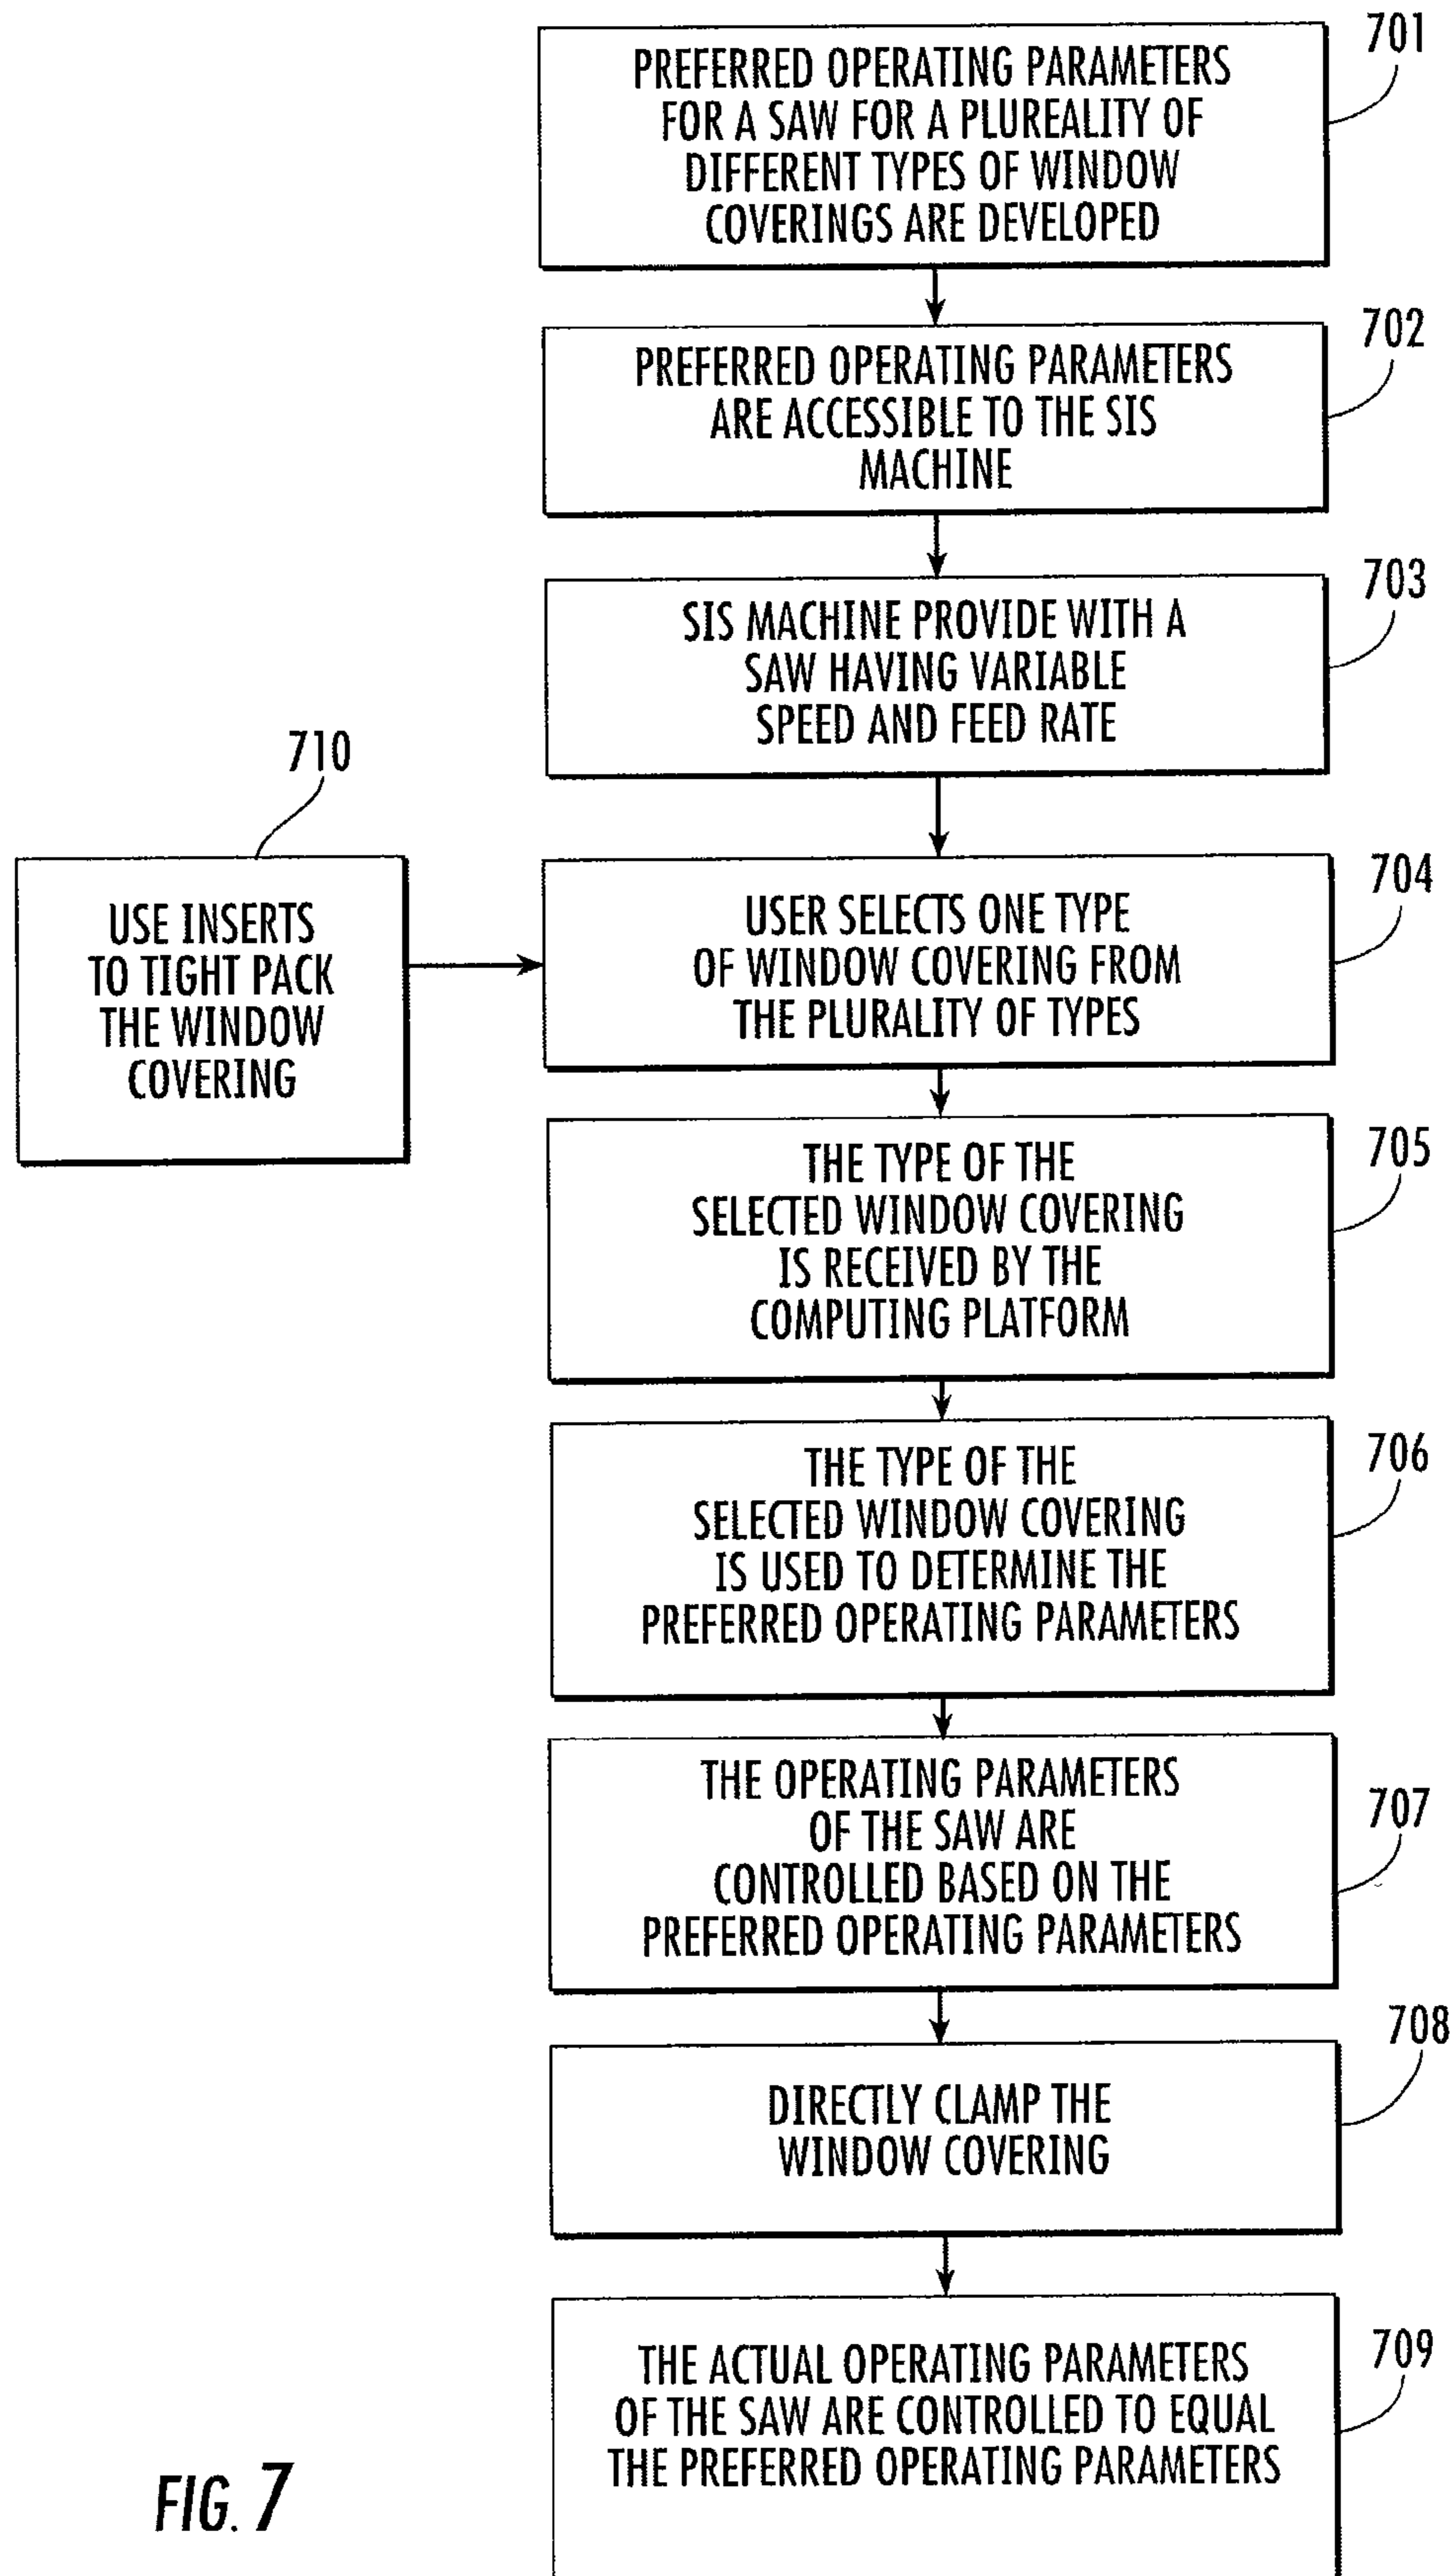 701
PREFERRED OPERATING PARAMETERS
FOR A SAW FOR A PLUREALITY OF
DIFFERENT TYPES OF WINDOW
COVERINGS ARE DEVELOPED
702
PREFERRED OPERATING PARAMETERS
ARE ACCESSIBLE TO THE SIS
MACHINE
703
SIS MACHINE PROVIDE WITH A
SAW HAVING VARIABLE
SPEED AND FEED RATE
710
USE INSERTS
TO TIGHT PACK
THE WINDOW
COVERING
704
USER SELECTS ONE TYPE
OF WINDOW COVERING FROM
THE PLURALITY OF TYPES
705
THE TYPE OF THE
SELECTED WINDOW COVERING
IS RECEIVED BY THE
COMPUTING PLATFORM
706
THE TYPE OF THE
SELECTED WINDOW COVERING
IS USED TO DETERMINE THE
PREFERRED OPERATING PARAMETERS
707
THE OPERATING PARAMETERS
OF THE SAW ARE
CONTROLLED BASED ON THE
PREFERRED OPERATING PARAMETERS
708
DIRECTLY CLAMP THE
WINDOW COVERING
709
THE ACTUAL OPERATING PARAMETERS
OF THE SAW ARE CONTROLLED TO EQUAL
THE PREFERRED OPERATING PARAMETERS
FIG. 7